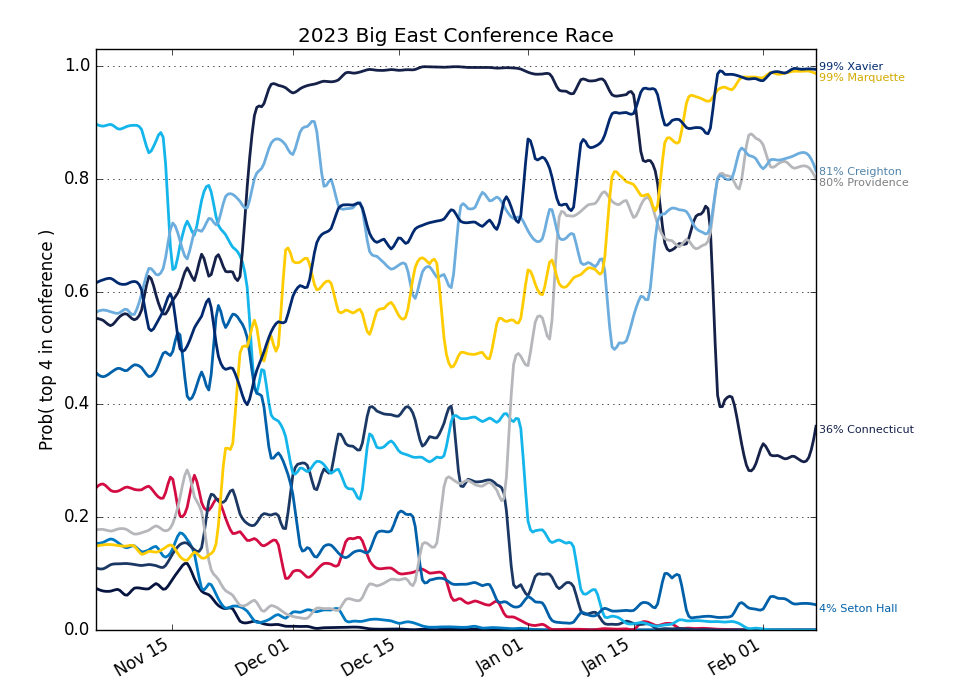 2023 Big East Conference Race
Prob( top 4 in conference )
1.0
0.8
0.6
0.4
0.2
0.0
Nov 15
Dec 01
Dec 15
Jan 01
Jan 15
Feb 01
99% Xavier
99% Marquette
81% Creighton
80% Providence
36% Connecticut
4% Seton Hall